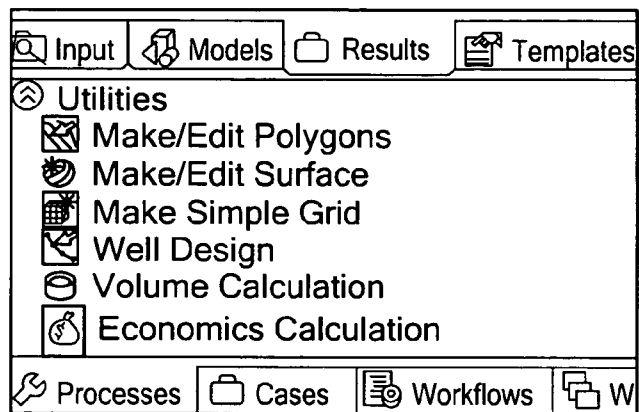 Input Models Results Templates
Utilities
Make/Edit Polygons
Make/Edit Surface
Make Simple Grid
Well Design
Volume Calculation
Economics Calculation
Processes Cases Workflows W